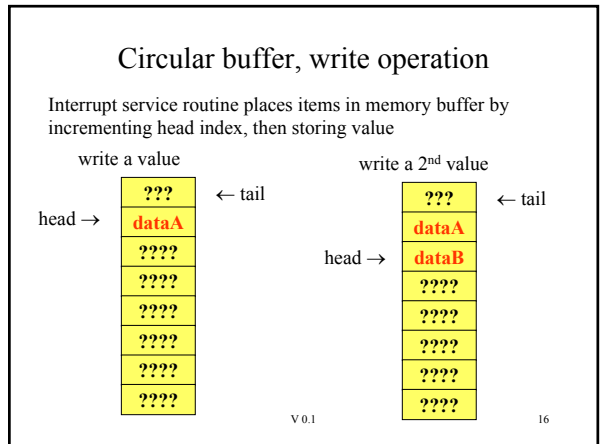 Circular buffer, write operation
Interrupt service routine places items in memory buffer by
incrementing head index, then storing value
write a value
??? ← tail
head → dataA
????
????
????
????
????
????
write a 2nd value
??? ← tail
dataA
head → dataB
????
????
????
????
????
V 0.1
16